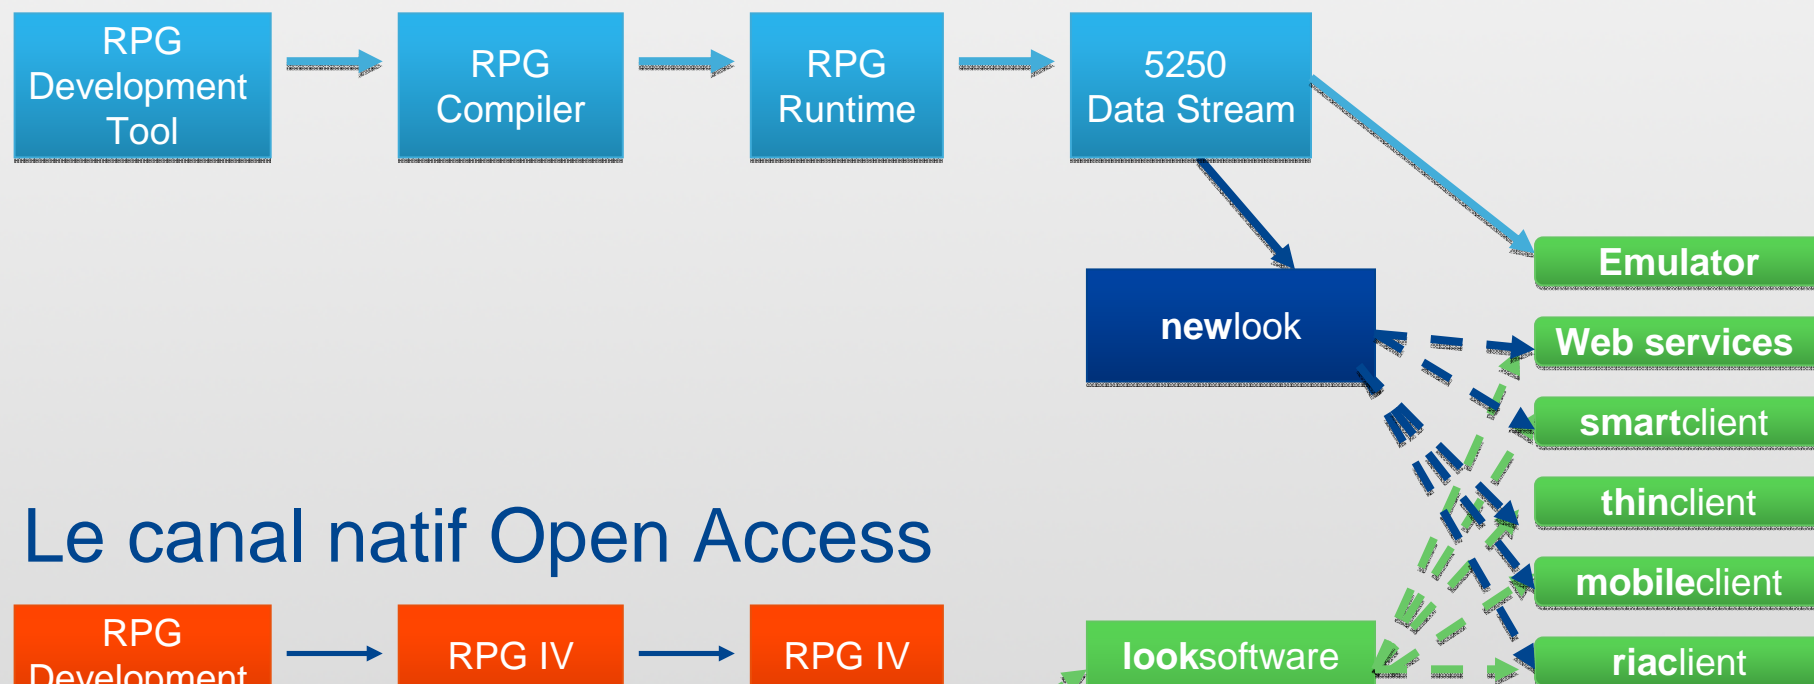 RPG
Development
Tool
RPG
Compiler
RPG
Runtime
5250
Data Stream
Emulator
newlook
Web services
smartclient
thinclient
Le canal natif Open Access
mobileclient
RPG
Development
RPG IV
RPG IV
looksoftware
riaclient